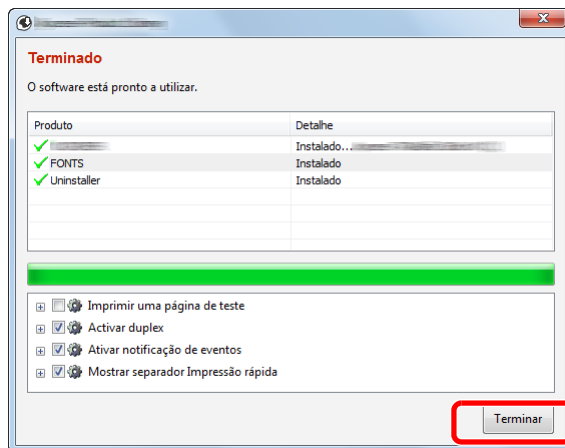 Terminado
O software está pronto a utilizar.
Produto Detalhe
Instalado...
FONTS Instalado
Uninstaller Instalado
Imprimir uma página de teste
Activar duplex
Ativar notificação de eventos
Mostrar separador Impressão rápida
Terminar